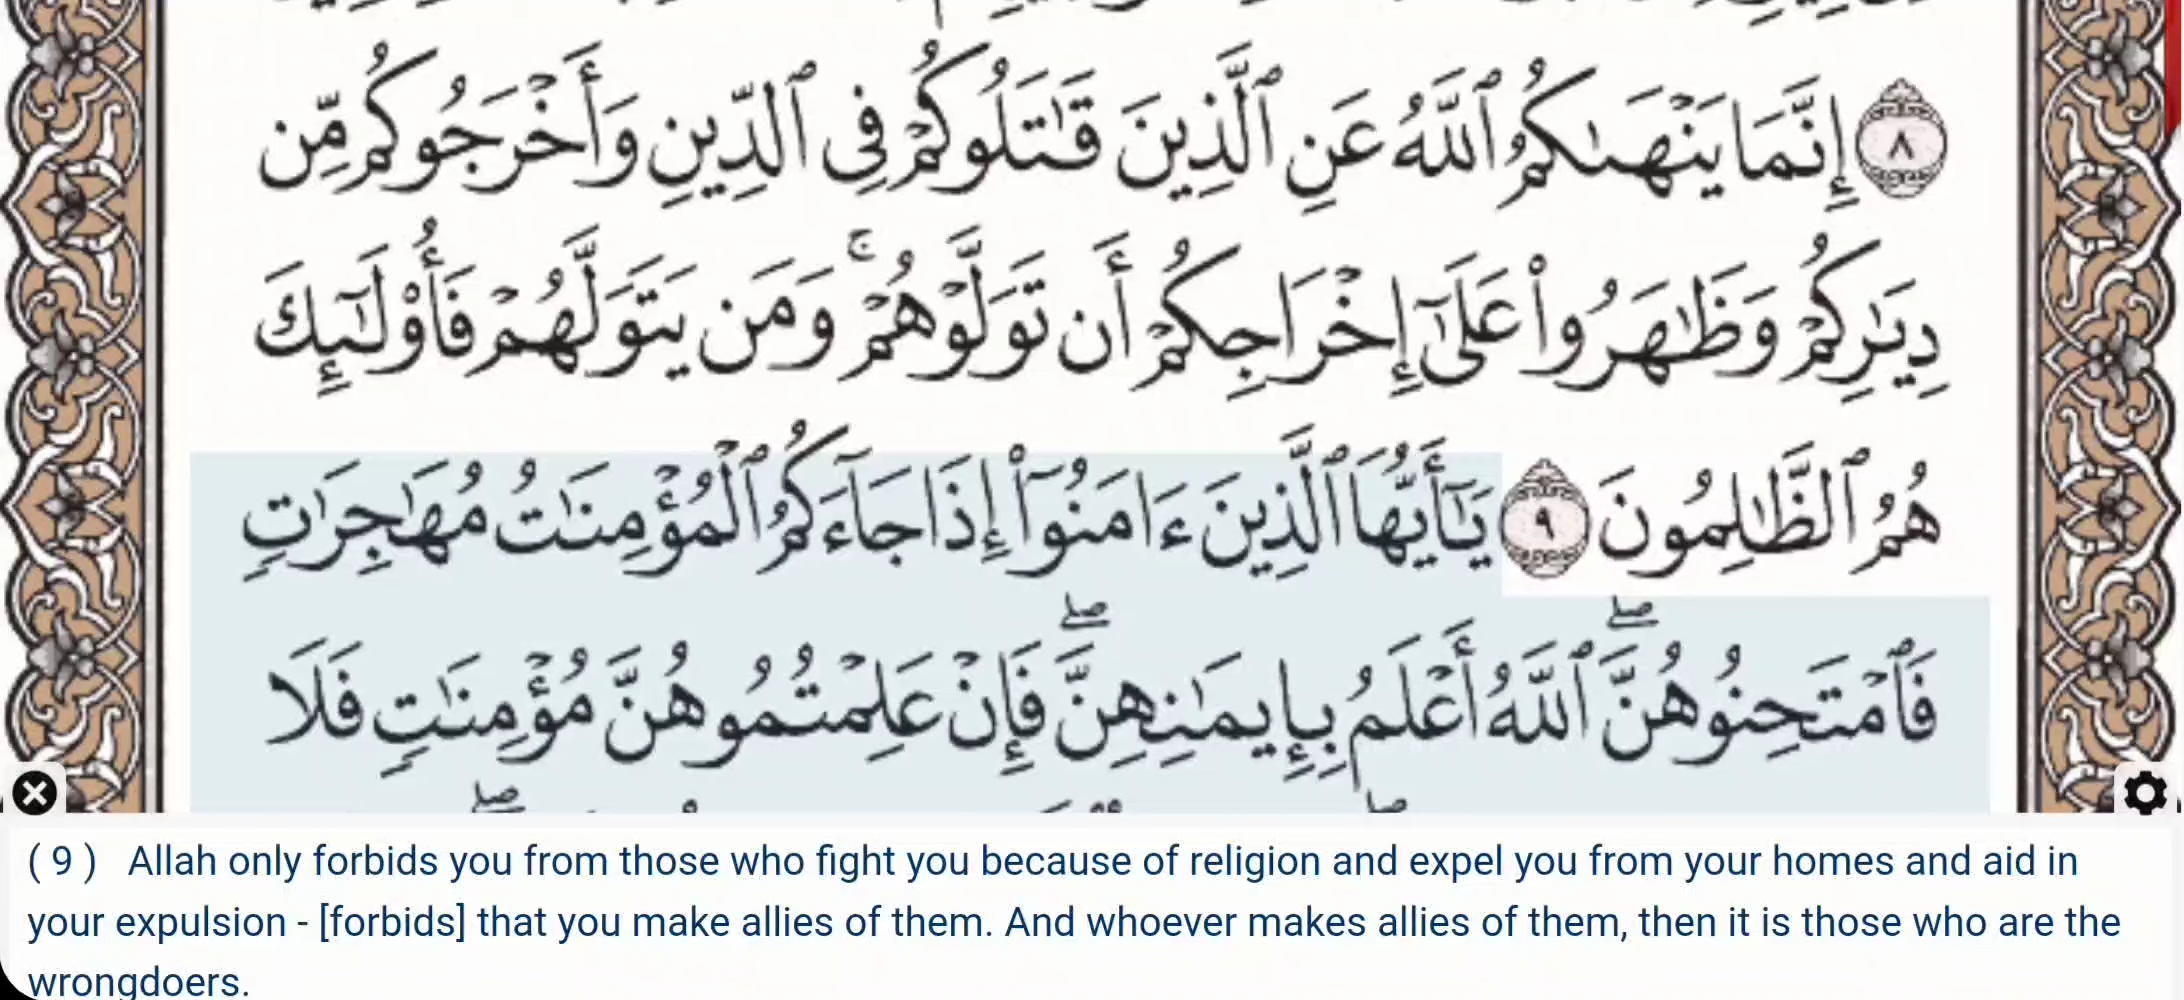 ٨ إِنَّمَا يَنْهَىٰكُمُ ٱللَّهُ عَنِ ٱلَّذِينَ قَٰتَلُوكُمْ فِى ٱلدِّينِ وَأَخْرَجُوكُم مِّن
دِيَٰرِكُمْ وَظَٰهَرُوا۟ عَلَىٰٓ إِخْرَاجِكُمْ أَن تَوَلَّوْهُمْ ۚ وَمَن يَتَوَلَّهُمْ فَأُو۟لَٰٓئِكَ
هُمُ ٱلظَّٰلِمُونَ ٩ يَٰٓأَيُّهَا ٱلَّذِينَ ءَامَنُوٓا۟ إِذَا جَآءَكُمُ ٱلْمُؤْمِنَٰتُ مُهَٰجِرَٰتٍ
فَٱمْتَحِنُوهُنَّ ۖ ٱللَّهُ أَعْلَمُ بِإِيمَٰنِهِنَّ ۖ فَإِنْ عَلِمْتُمُوهُنَّ مُؤْمِنَٰتٍ فَلَا
( 9 ) Allah only forbids you from those who fight you because of religion and expel you from your homes and aid in
your expulsion - [forbids] that you make allies of them. And whoever makes allies of them, then it is those who are the
wrongdoers.